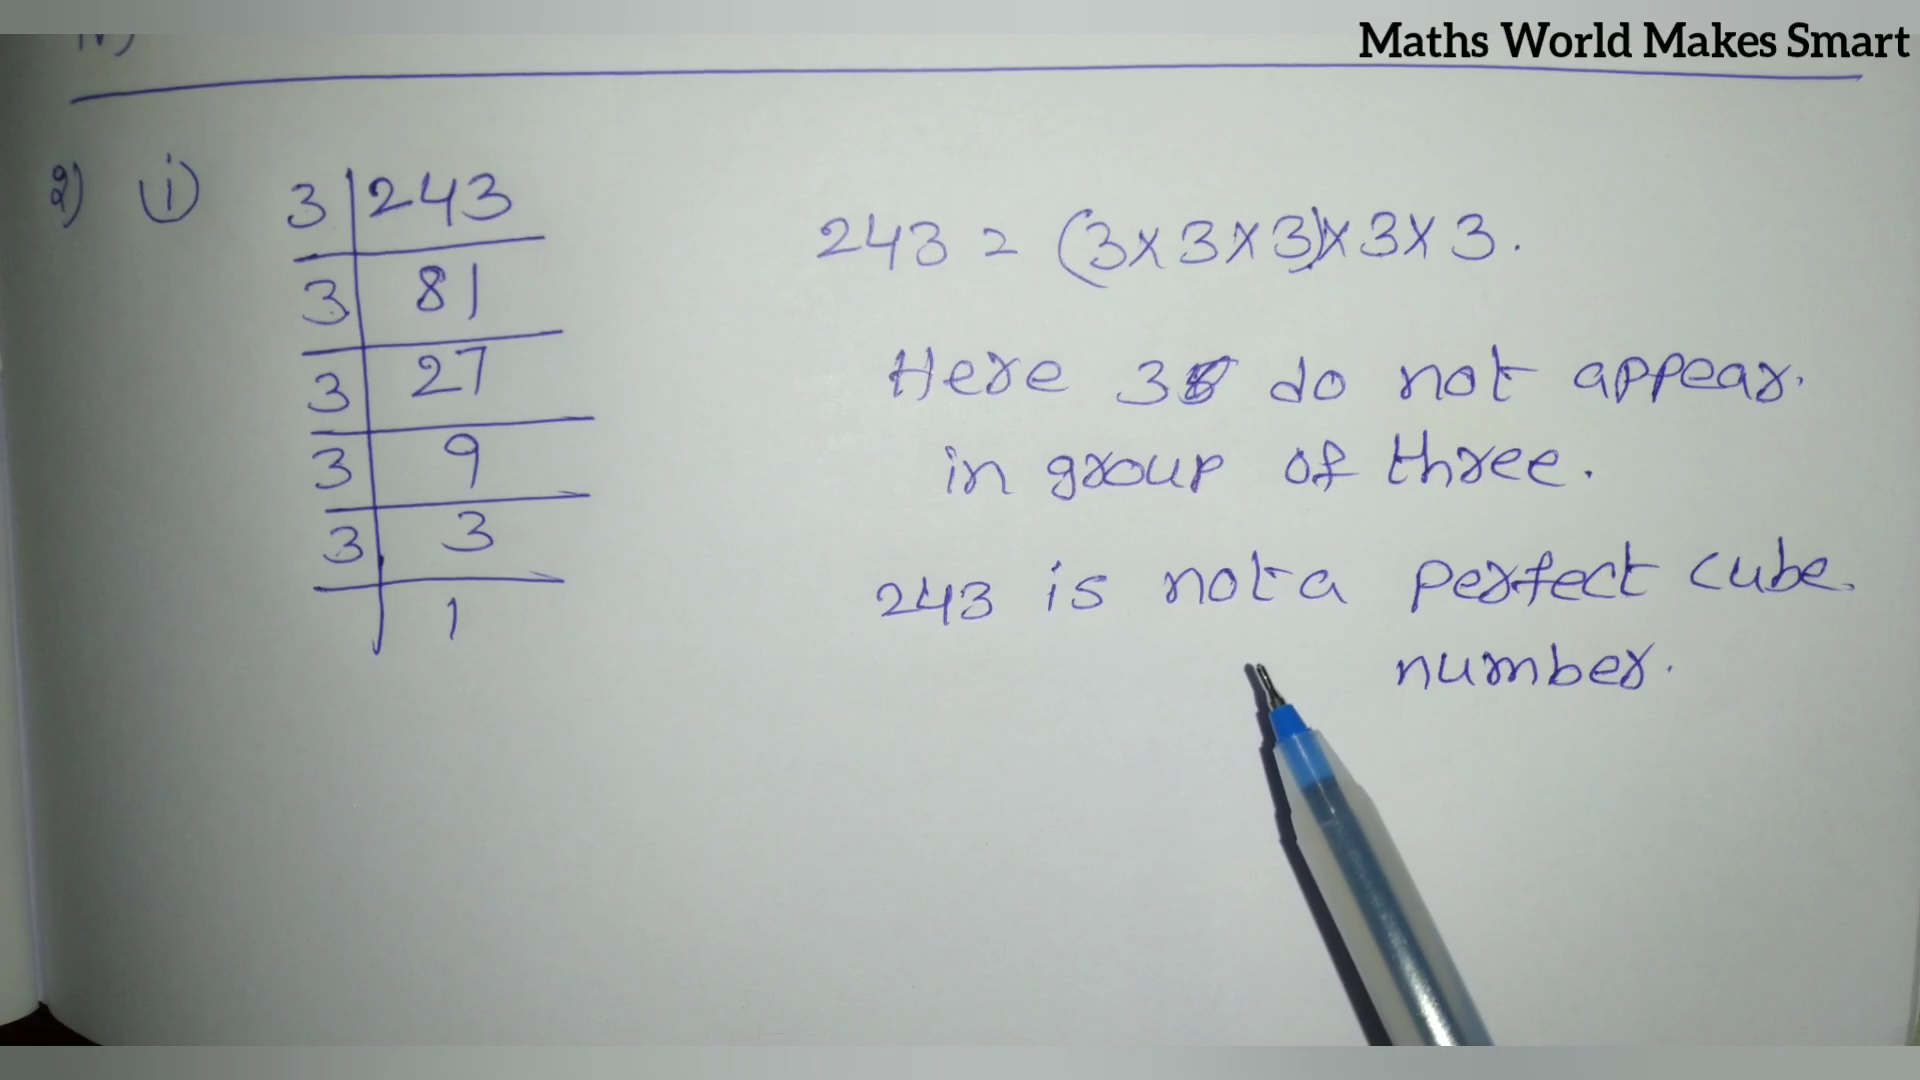 Maths World Makes Smart
2) (i)
3 | 243
3 | 81
3 | 27
3 | 9
3 | 3
| 1
243 = (3×3×3)×3×3.
Here 3 do not appear.
in group of three.
243 is not a perfect cube.
number.